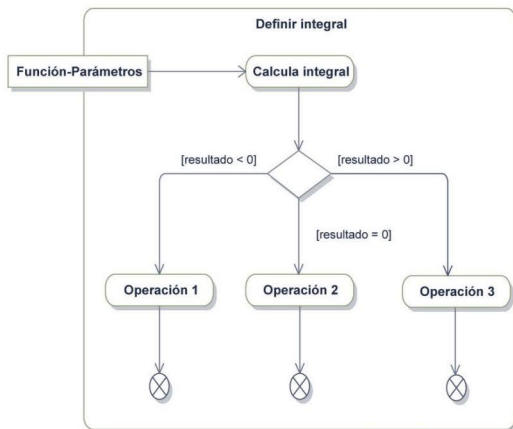 Definir integral
Función-Parámetros
Calcula integral
[resultado < 0]
[resultado > 0]
[resultado = 0]
Operación 1
Operación 2
Operación 3